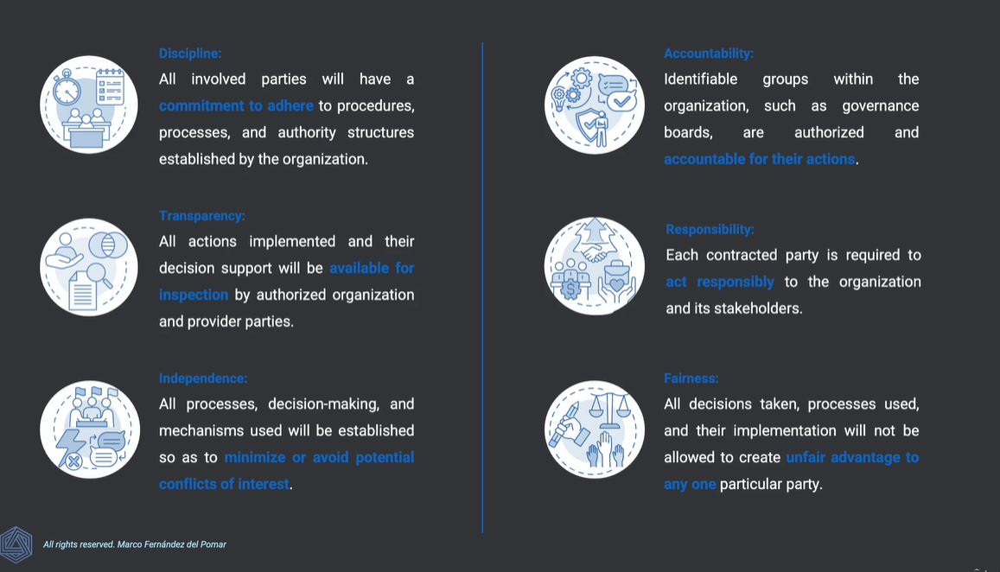 Discipline:
All involved parties will have a
commitment to adhere to procedures,
processes, and authority structures
established by the organization.
Transparency:
All actions implemented and their
decision support will be available for
inspection by authorized organization
and provider parties.
Independence:
All processes, decision-making, and
mechanisms used will be established
so as to minimize or avoid potential
conflicts of interest.
Accountability:
Identifiable groups within the
organization, such as governance
boards, are authorized and
accountable for their actions.
Responsibility:
Each contracted party is required to
act responsibly to the organization
and its stakeholders.
Fairness:
All decisions taken, processes used,
and their implementation will not be
allowed to create unfair advantage to
any one particular party.
All rights reserved. Marco Fernández del Pomar